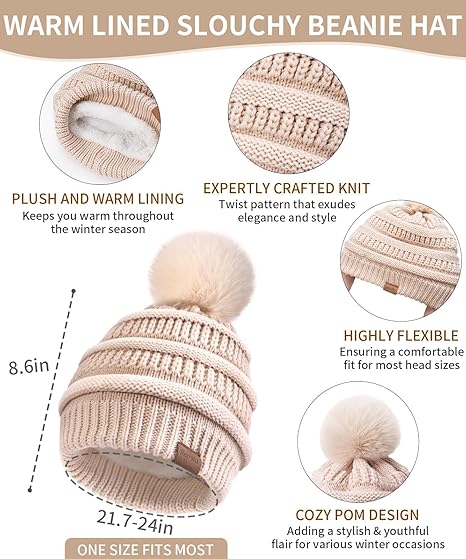 WARM LINED SLOUCHY BEANIE HAT
PLUSH AND WARM LINING
Keeps you warm throughout
the winter season
EXPERTLY CRAFTED KNIT
Twist pattern that exudes
elegance and style
HIGHLY FLEXIBLE
Ensuring a comfortable
fit for most head sizes
8.6in
21.7-24in
ONE SIZE FITS MOST
COZY POM DESIGN
Adding a stylish & youthful
flair for various winter occasions